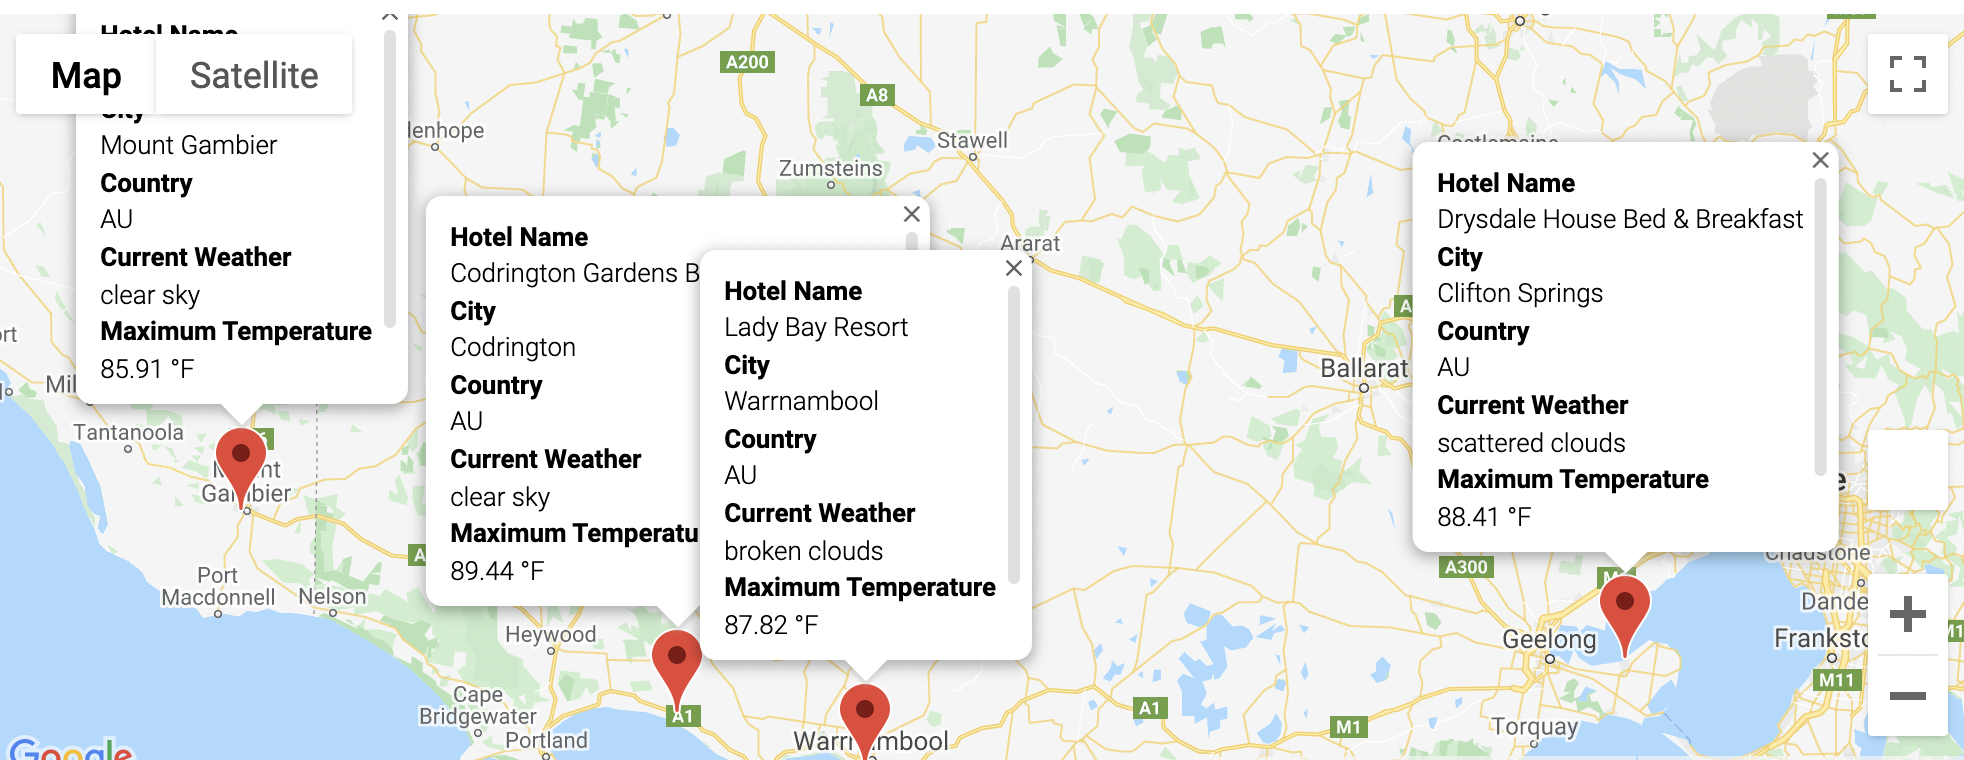 Hotel Name
Map
Satellite
City
Mount Gambier
Country
AU
Current Weather
clear sky
Maximum Temperature
85.91 °F
Hotel Name
Codrington Gardens B
City
Codrington
Country
AU
Current Weather
clear sky
Maximum Temperatu
89.44 °F
Hotel Name
Lady Bay Resort
City
Warrnambool
Country
AU
Current Weather
broken clouds
Maximum Temperature
87.82 °F
Hotel Name
Drysdale House Bed & Breakfast
City
Clifton Springs
Country
AU
Current Weather
scattered clouds
Maximum Temperature
88.41 °F
A200
A8
Stawell
Zumsteins
Ararat
Castlemaine
Ballarat
Tantanoola
Mount
Gambier
Port
Macdonnell
Nelson
Heywood
Cape
Bridgewater
Portland
A1
Warrnambool
A1
M1
A300
Geelong
Torquay
Chadstone
Dande
Franksto
M11
M1
Google